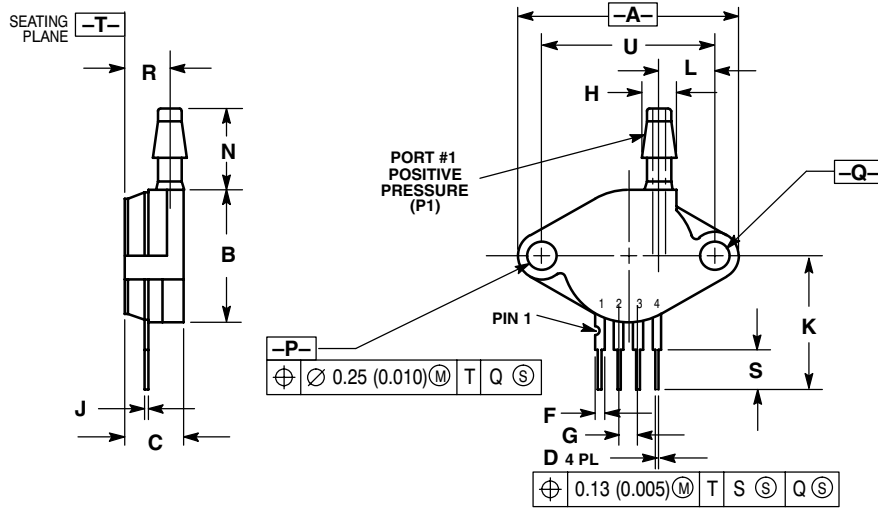 SEATING
PLANE
–T–
R
N
B
J
C
–A–
U
L
H
PORT #1
POSITIVE
PRESSURE
(P1)
–Q–
1 2 3 4
PIN 1
K
S
–P–
⌖ ∅ 0.25 (0.010) Ⓜ T Q Ⓢ
F
G
D 4 PL
⌖ 0.13 (0.005) Ⓜ T S Ⓢ Q Ⓢ